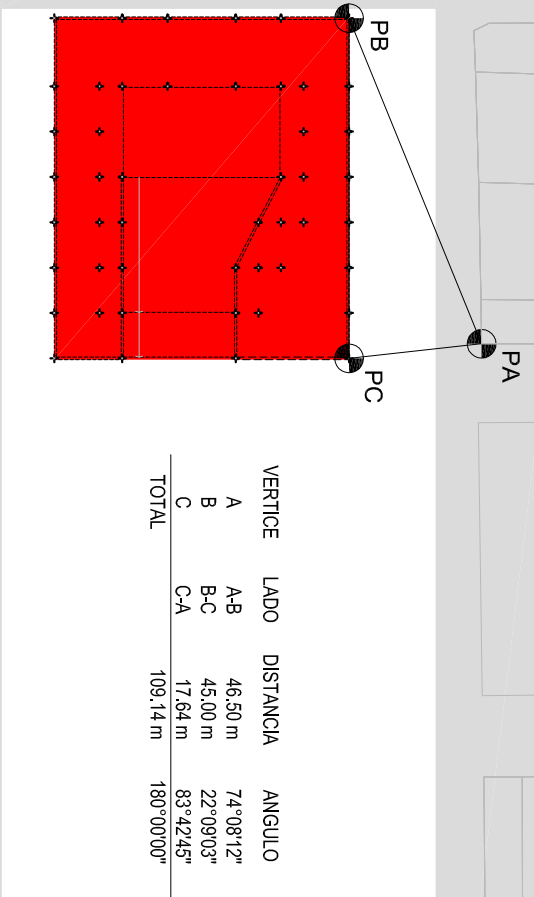 PB
PA
PC
VERTICE LADO DISTANCIA ANGULO
A A-B 46.50 m 74°08'12"
B B-C 45.00 m 22°09'03"
C C-A 17.64 m 83°42'45"
TOTAL 109.14 m 180°00'00"